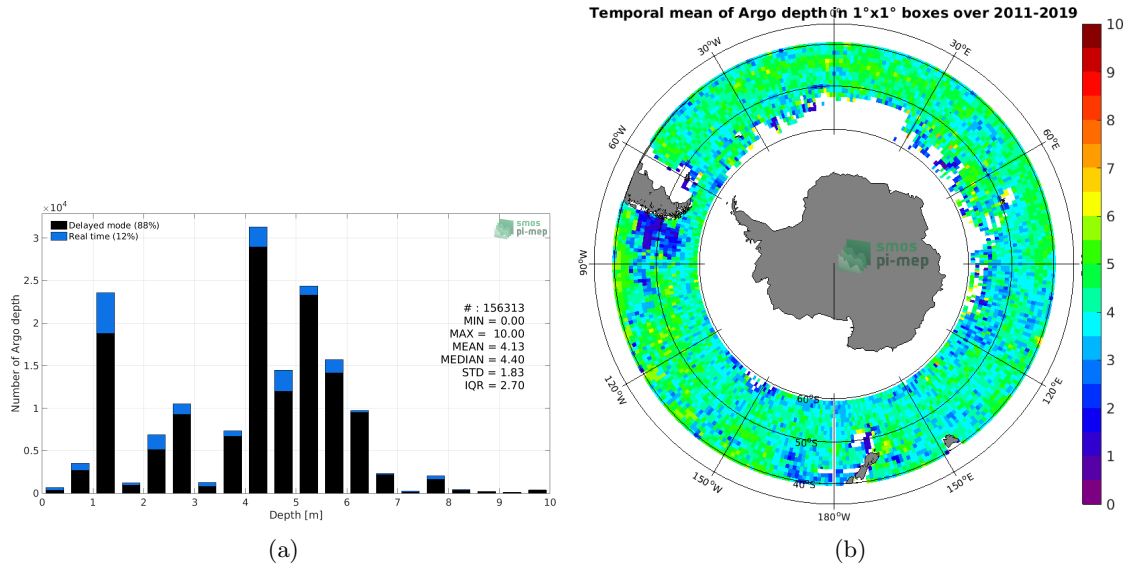 ×10⁴
Delayed mode (88%)
Real time (12%)
smos
pi-mep
# : 156313
MIN = 0.00
MAX = 10.00
MEAN = 4.13
MEDIAN = 4.40
STD = 1.83
IQR = 2.70
Number of Argo depth
3
2.5
2
1.5
1
0.5
0
0 1 2 3 4 5 6 7 8 9 10
Depth [m]
(a)
Temporal mean of Argo depth in 1°x1° boxes over 2011-2019
0°
30°W
30°E
60°W
60°E
90°W
120°W
120°E
150°W
150°E
180°W
60°S
50°S
40°S
smos
pi-mep
10
9
8
7
6
5
4
3
2
1
0
(b)